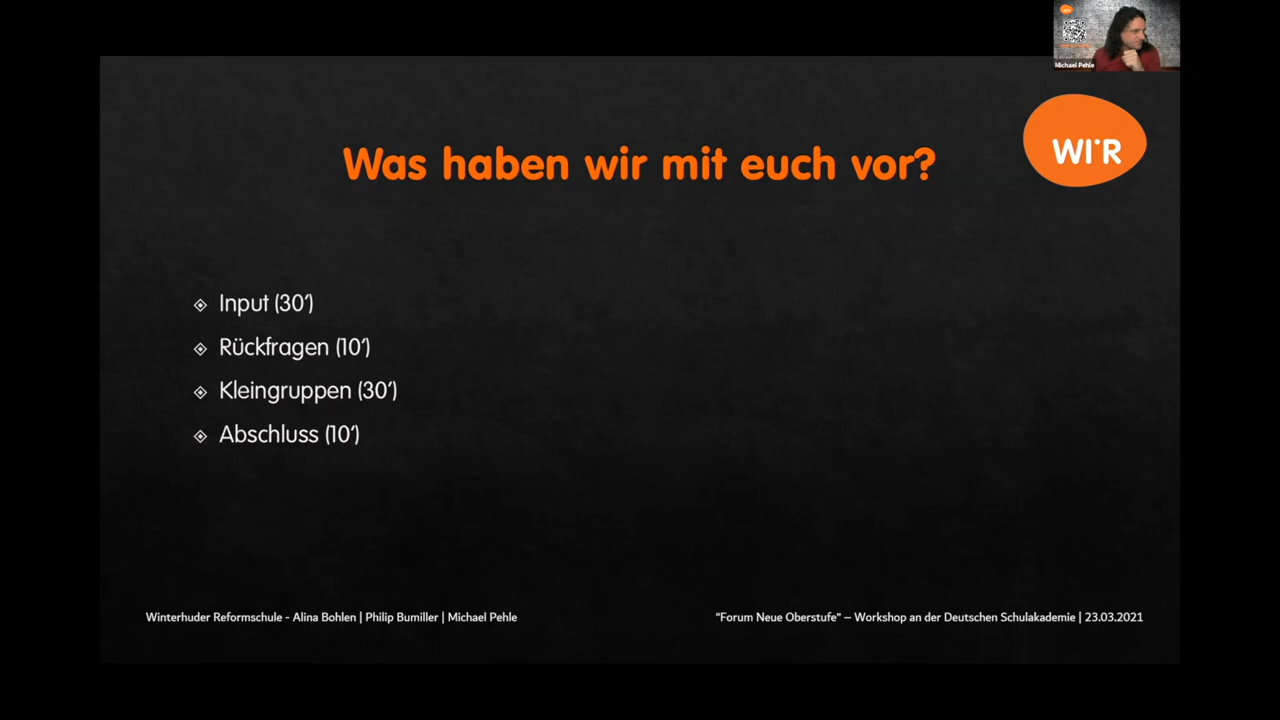 Michael Pehle
WIR
Was haben wir mit euch vor?
Input (30')
Rückfragen (10')
Kleingruppen (30')
Abschluss (10')
Winterhuder Reformschule - Alina Bohlen | Philip Bumiller | Michael Pehle
"Forum Neue Oberstufe" – Workshop an der Deutschen Schulakademie | 23.03.2021